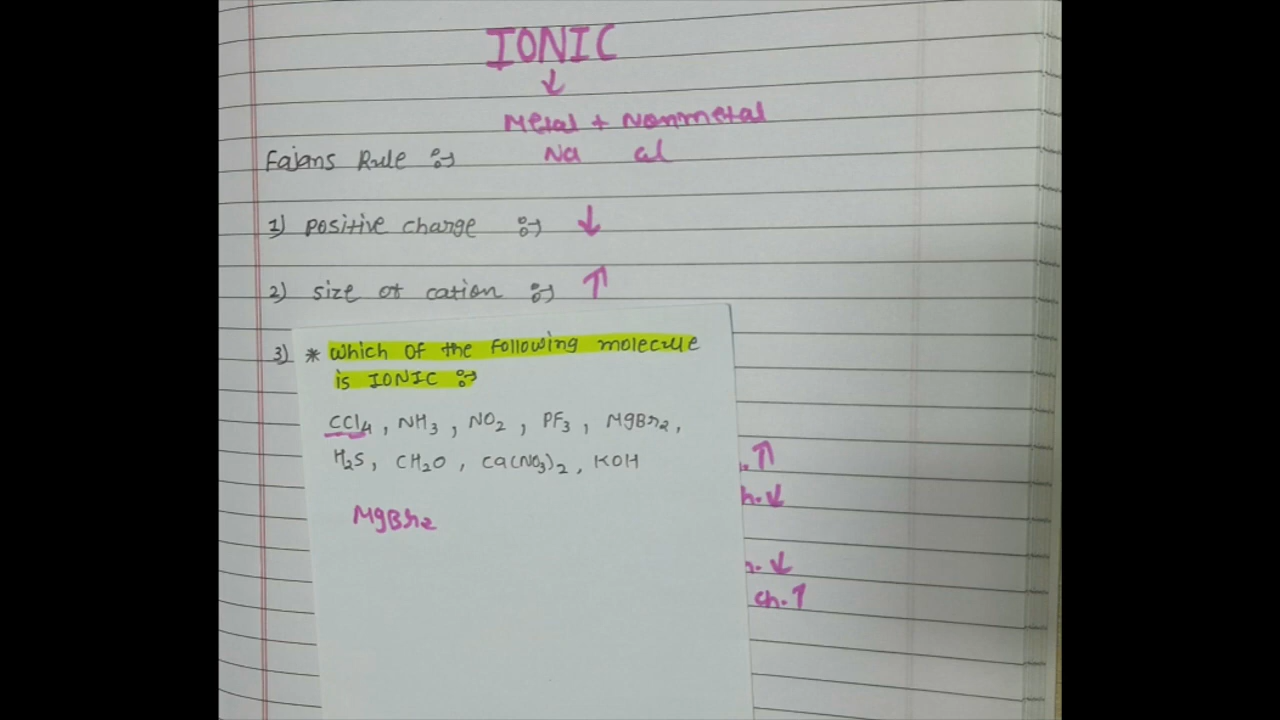 IONIC
↓
Metal + Nonmetal
Fajans Rule :→ Na Cl
1) positive charge :→ ↓
2) size of cation :→ ↑
3) * Which of the following molecule
is IONIC :→
CCl4, NH3, NO2, PF3, MgBr2,
H2S, CH2O, Ca(NO3)2, KOH
MgBr2
. ↑
h. ↓
h. ↓
ch. ↑